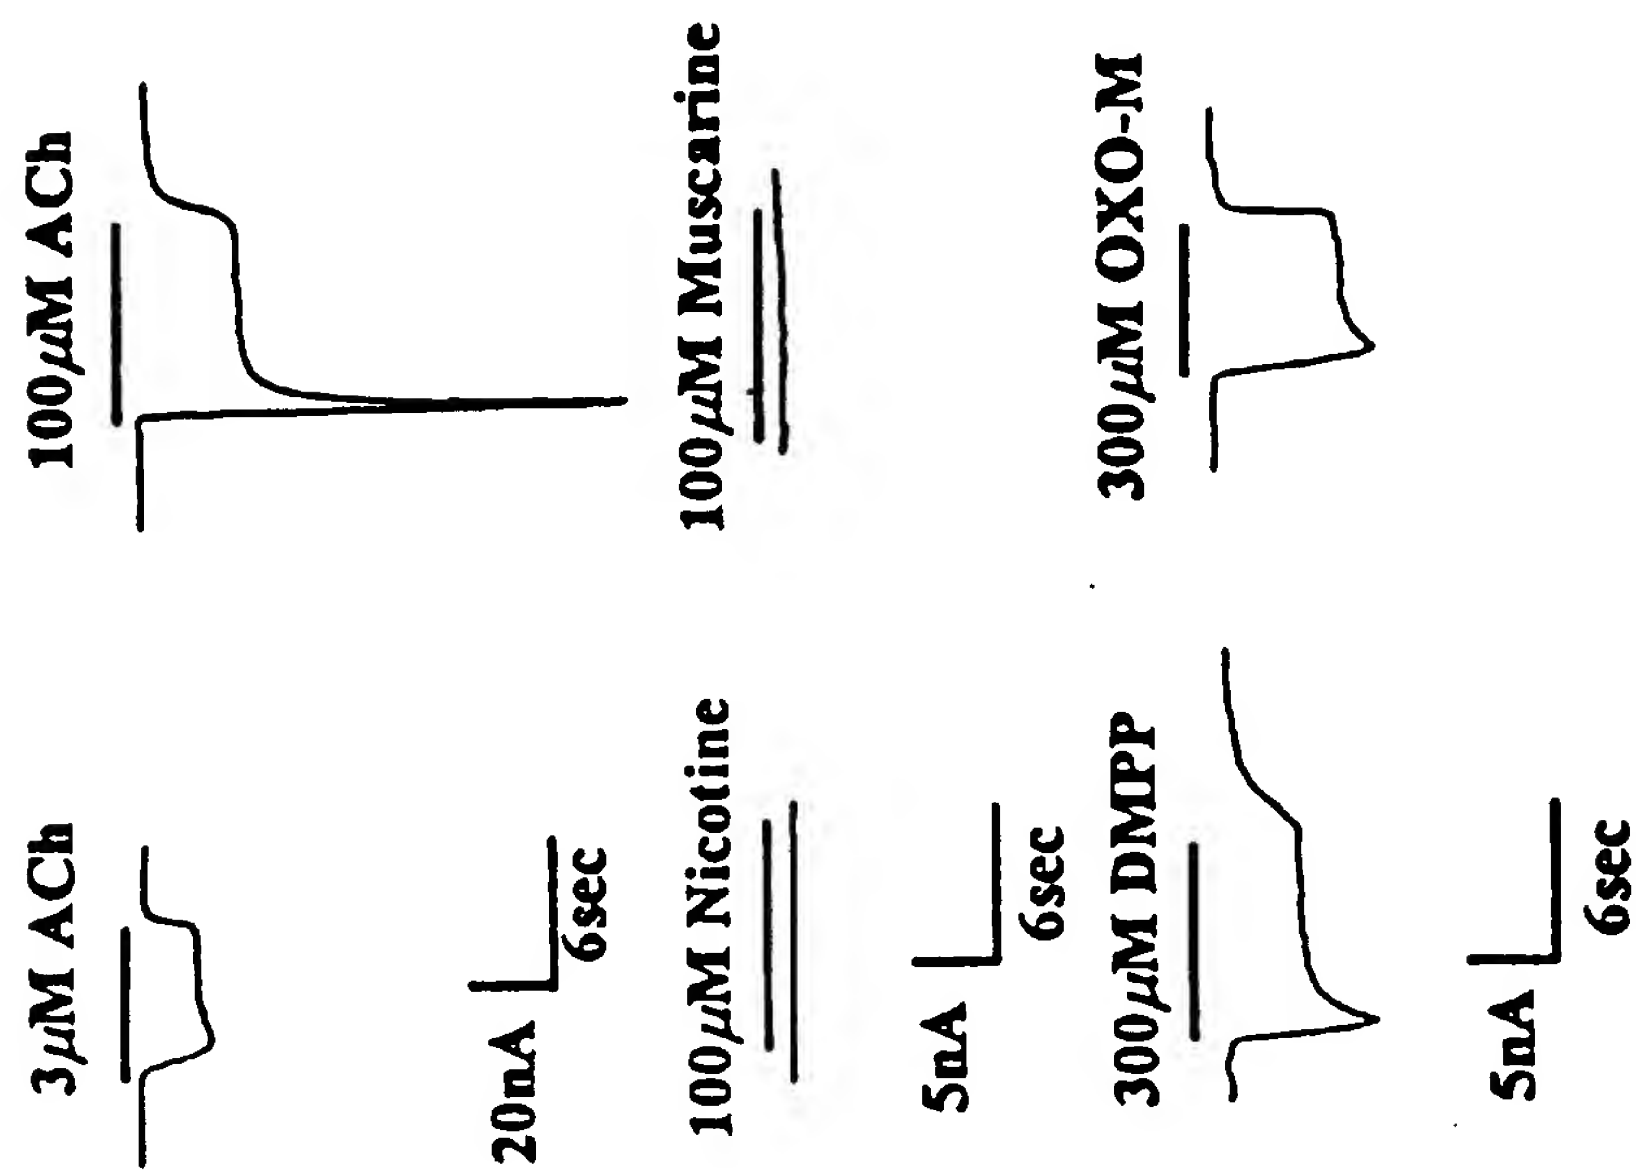 3μM ACh
100μM ACh
20nA
6sec
100μM Nicotine
100μM Muscarine
5nA
6sec
300μM DMPP
300μM OXO-M
5nA
6sec